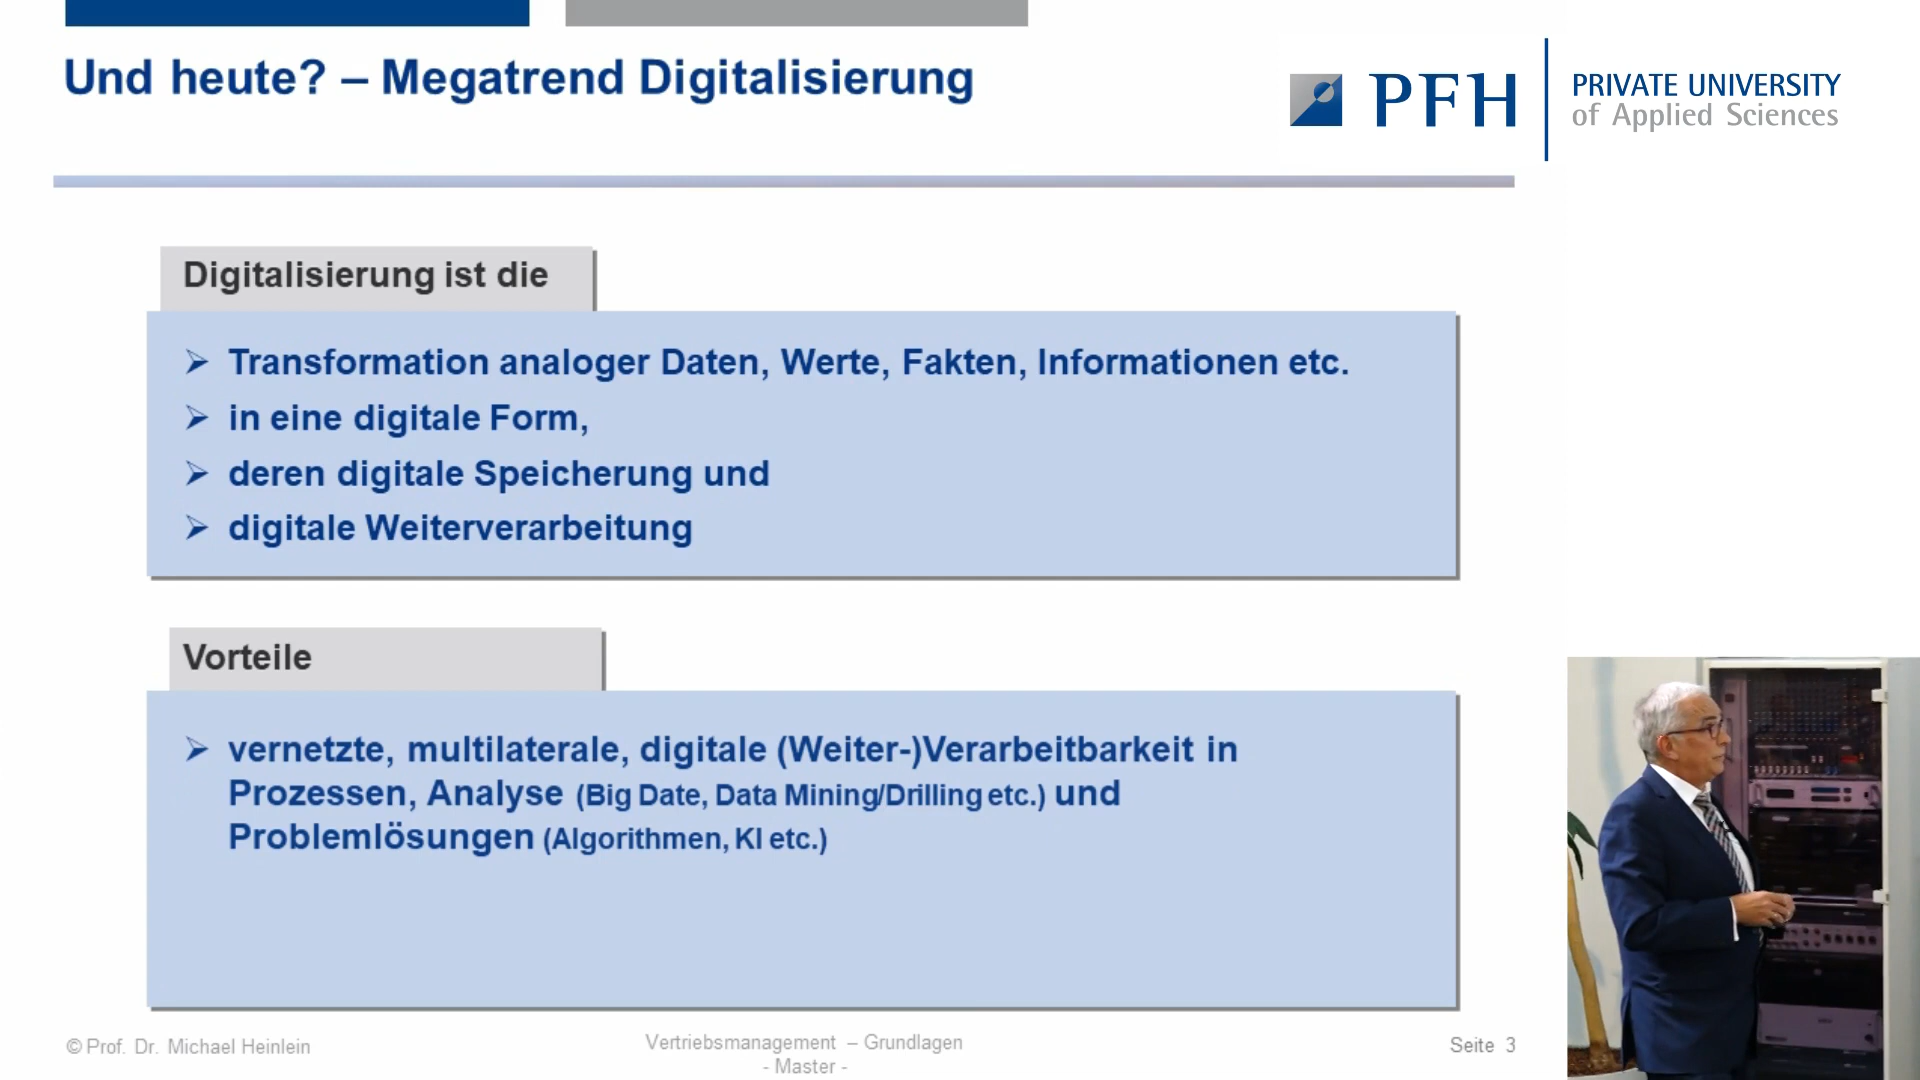 Und heute? – Megatrend Digitalisierung
PFH
PRIVATE UNIVERSITY
of Applied Sciences
Digitalisierung ist die
➢ Transformation analoger Daten, Werte, Fakten, Informationen etc.
➢ in eine digitale Form,
➢ deren digitale Speicherung und
➢ digitale Weiterverarbeitung
Vorteile
➢ vernetzte, multilaterale, digitale (Weiter-)Verarbeitbarkeit in
Prozessen, Analyse (Big Date, Data Mining/Drilling etc.) und
Problemlösungen (Algorithmen, KI etc.)
© Prof. Dr. Michael Heinlein
Vertriebsmanagement – Grundlagen
- Master -
Seite 3